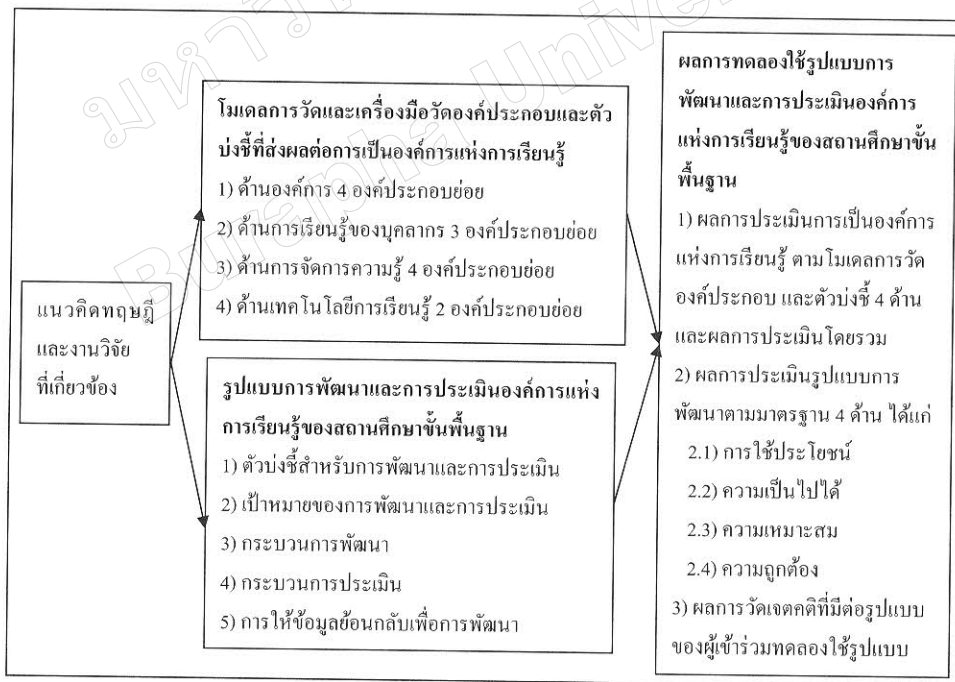 แนวคิดทฤษฎี
และงานวิจัย
ที่เกี่ยวข้อง
โมเดลการวัดและเครื่องมือวัดองค์ประกอบและตัว
บ่งชี้ที่ส่งผลต่อการเป็นองค์การแห่งการเรียนรู้
1) ด้านองค์การ 4 องค์ประกอบย่อย
2) ด้านการเรียนรู้ของบุคลากร 3 องค์ประกอบย่อย
3) ด้านการจัดการความรู้ 4 องค์ประกอบย่อย
4) ด้านเทคโนโลยีการเรียนรู้ 2 องค์ประกอบย่อย
รูปแบบการพัฒนาและการประเมินองค์การแห่ง
การเรียนรู้ของสถานศึกษาขั้นพื้นฐาน
1) ตัวบ่งชี้สำหรับการพัฒนาและการประเมิน
2) เป้าหมายของการพัฒนาและการประเมิน
3) กระบวนการพัฒนา
4) กระบวนการประเมิน
5) การให้ข้อมูลย้อนกลับเพื่อการพัฒนา
ผลการทดลองใช้รูปแบบการ
พัฒนาและการประเมินองค์การ
แห่งการเรียนรู้ของสถานศึกษาขั้น
พื้นฐาน
1) ผลการประเมินการเป็นองค์การ
แห่งการเรียนรู้ ตามโมเดลการวัด
องค์ประกอบ และตัวบ่งชี้ 4 ด้าน
และผลการประเมินโดยรวม
2) ผลการประเมินรูปแบบการ
พัฒนาตามมาตรฐาน 4 ด้าน ได้แก่
2.1) การใช้ประโยชน์
2.2) ความเป็นไปได้
2.3) ความเหมาะสม
2.4) ความถูกต้อง
3) ผลการวัดเจตคติที่มีต่อรูปแบบ
ของผู้เข้าร่วมทดลองใช้รูปแบบ
Burapha Univer